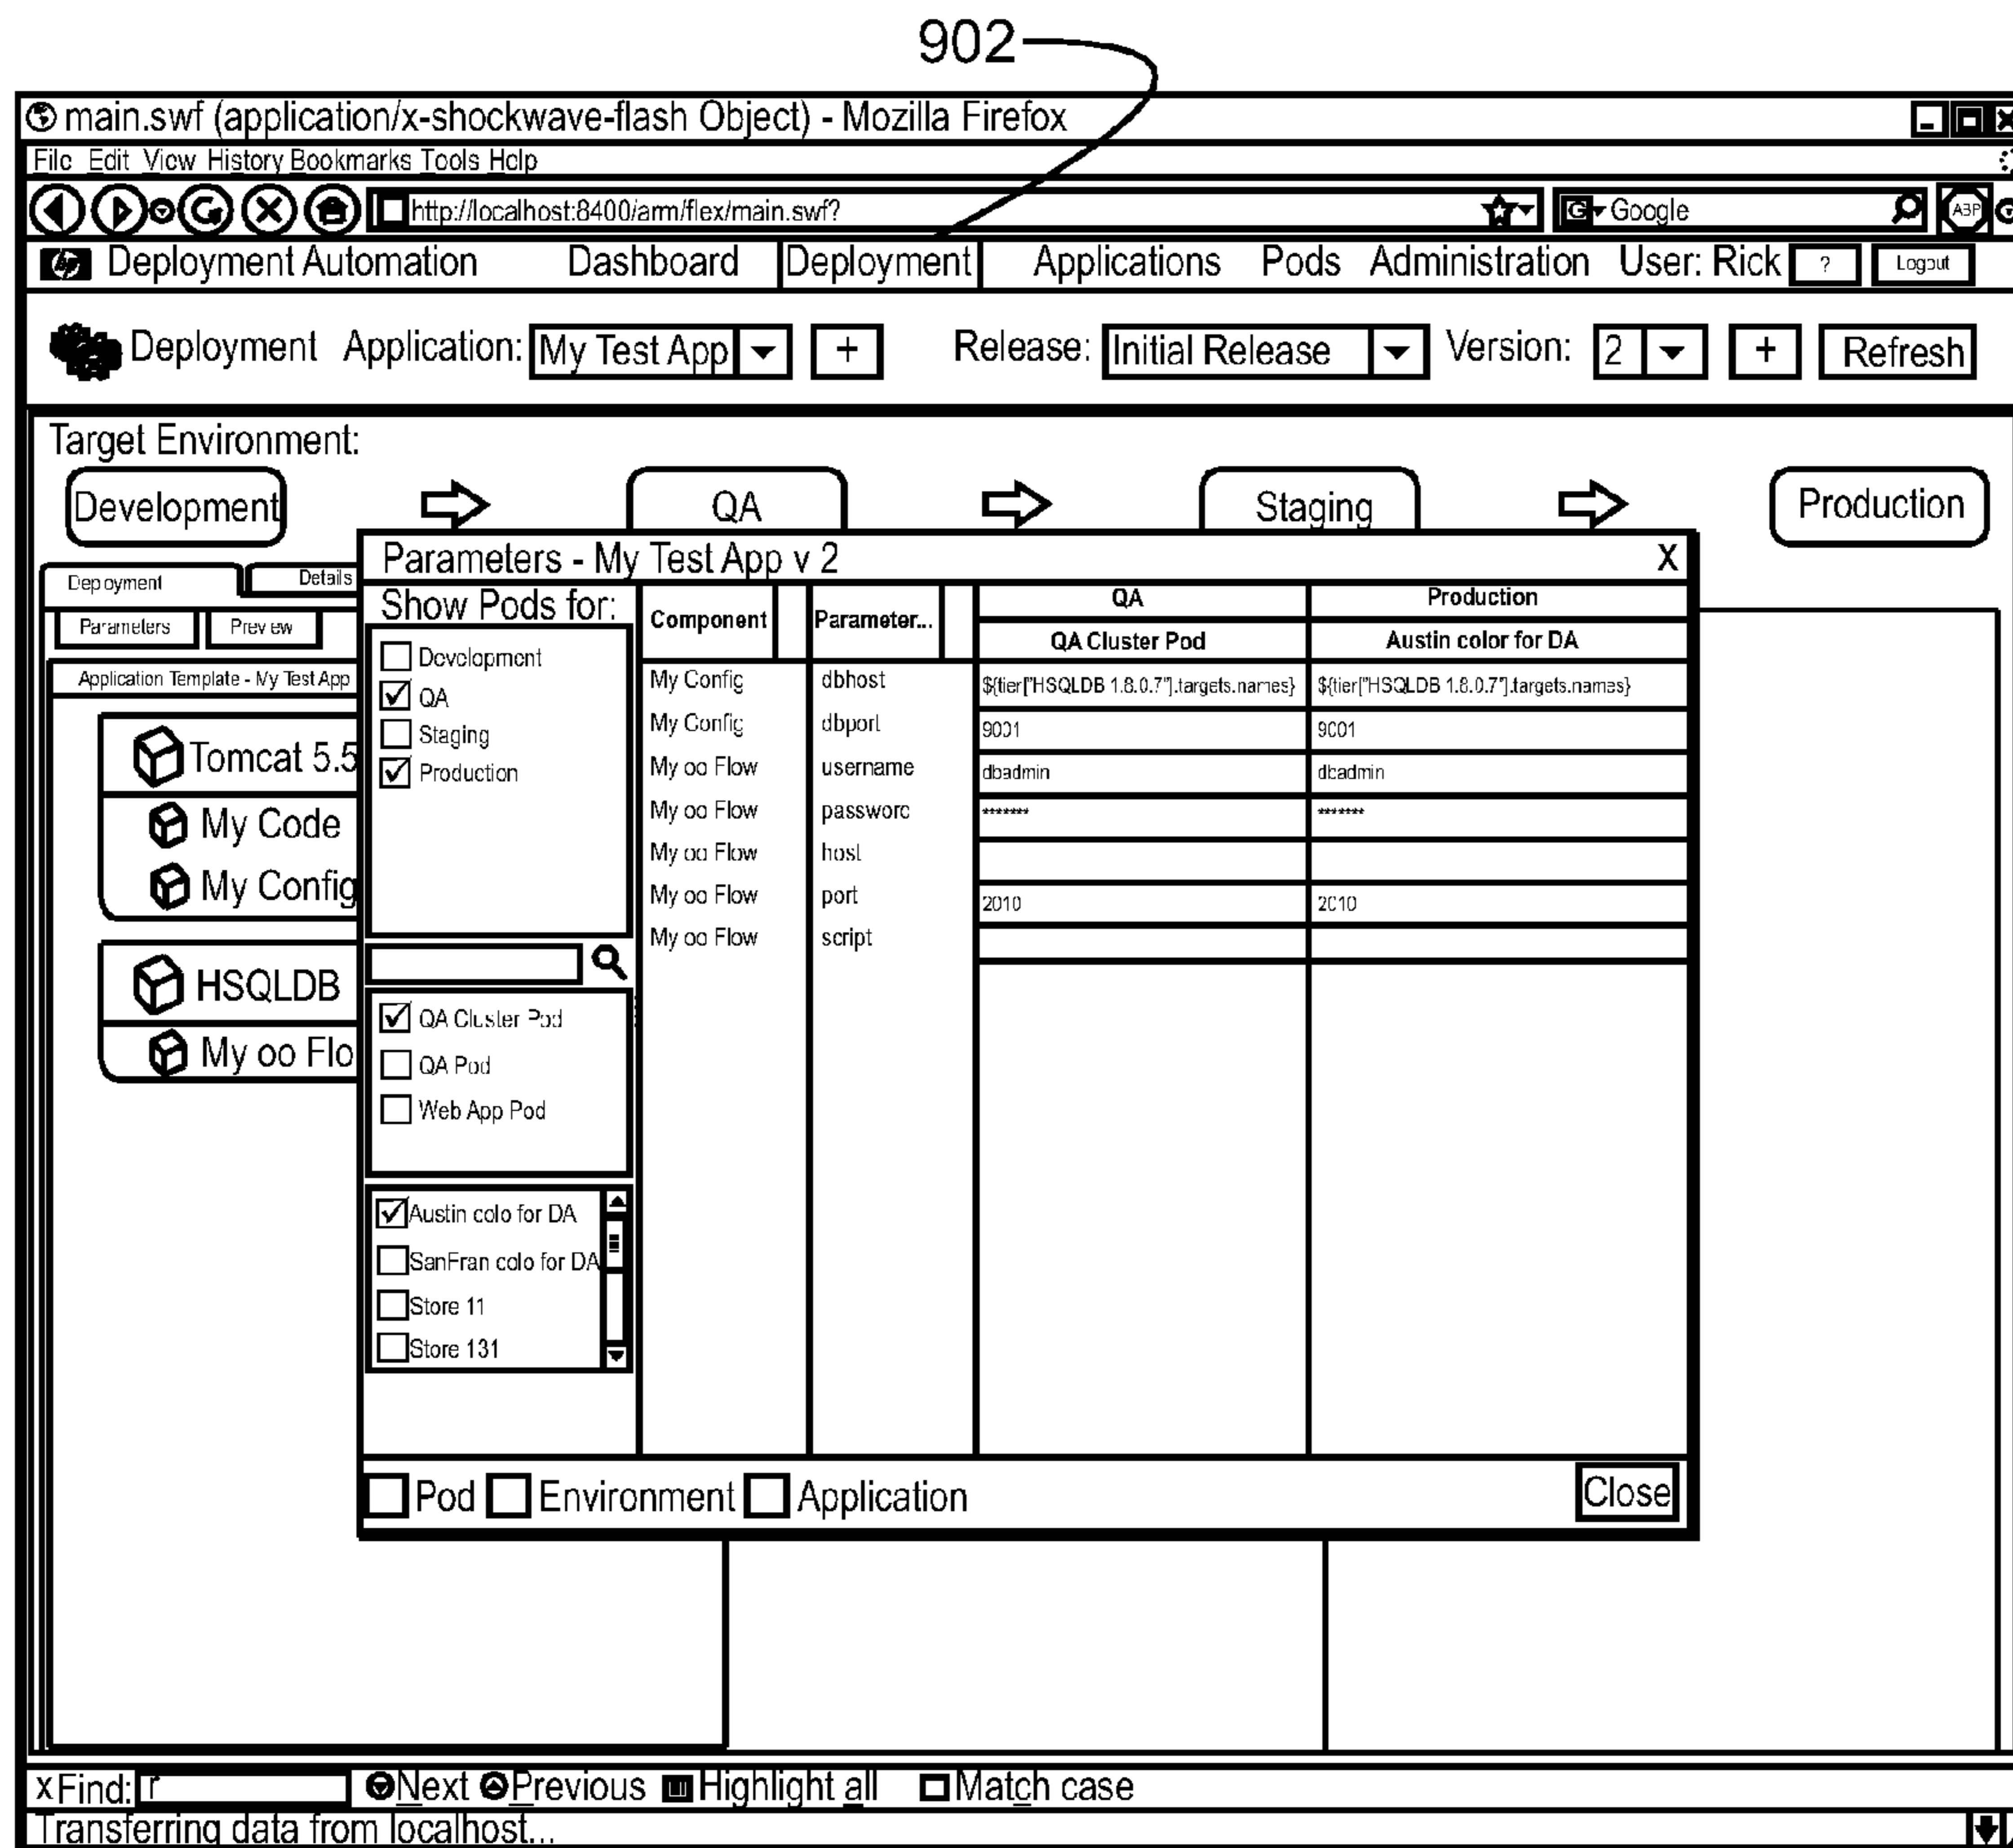 902
main.swf (application/x-shockwave-flash Object) - Mozilla Firefox
File Edit View History Bookmarks Tools Help
http://localhost:8400/arm/flex/main.swf? G Google ABP
hp Deployment Automation Dashboard Deployment Applications Pods Administration User: Rick ? Logout
Deployment Application: My Test App + Release: Initial Release Version: 2 + Refresh
Target Environment:
Development QA Staging Production
Deployment Details
Parameters Preview
Application Template - My Test App
Tomcat 5.5
My Code
My Config
HSQLDB
My oo Flo
Parameters - My Test App v 2 X
Show Pods for:
Development
QA
Staging
Production
QA Cluster Pod
QA Pod
Web App Pod
Austin colo for DA
SanFran colo for DA
Store 11
Store 131
Component Parameter... QA Production
QA Cluster Pod Austin color for DA
My Config dbhost ${tier["HSQLDB 1.8.0.7"].targets.names} ${tier["HSQLDB 1.8.0.7"].targets.names}
My Config dbport 9001 9001
My oo Flow username dbadmin dbadmin
My oo Flow password ******* *******
My oo Flow host
My oo Flow port 2010 2010
My oo Flow script
Pod Environment Application Close
x Find: r Next Previous Highlight all Match case
Transferring data from localhost...